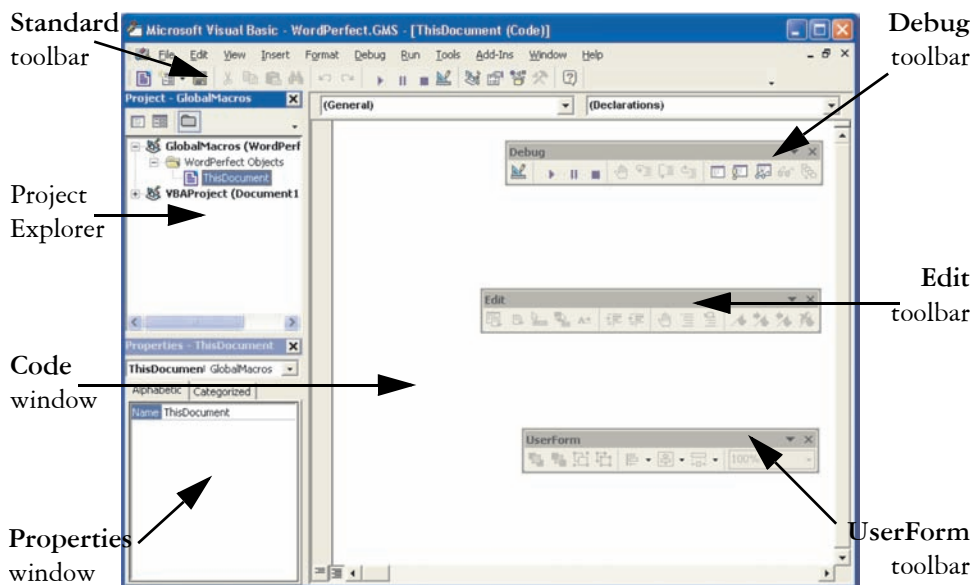 Standard
toolbar
Project
Explorer
Code
window
Properties
window
Microsoft Visual Basic - WordPerfect.GMS - [ThisDocument (Code)]
File Edit View Insert Format Debug Run Tools Add-Ins Window Help
Project - GlobalMacros
GlobalMacros (WordPerf
WordPerfect Objects
ThisDocument
VBAProject (Document1
Properties - ThisDocument
ThisDocument GlobalMacros
Alphabetic Categorized
Name ThisDocument
(General) (Declarations)
Debug
Edit
UserForm
100%
Debug
toolbar
Edit
toolbar
UserForm
toolbar